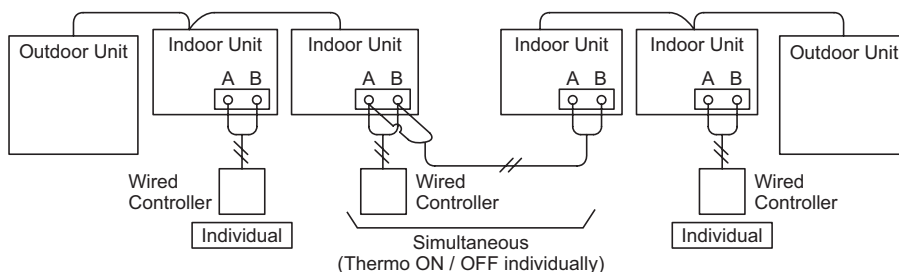 Outdoor Unit
Indoor Unit
Indoor Unit
Indoor Unit
Indoor Unit
Outdoor Unit
A B
A B
A B
A B
Wired
Controller
Wired
Controller
Wired
Controller
Individual
Simultaneous
(Thermo ON / OFF individually)
Individual